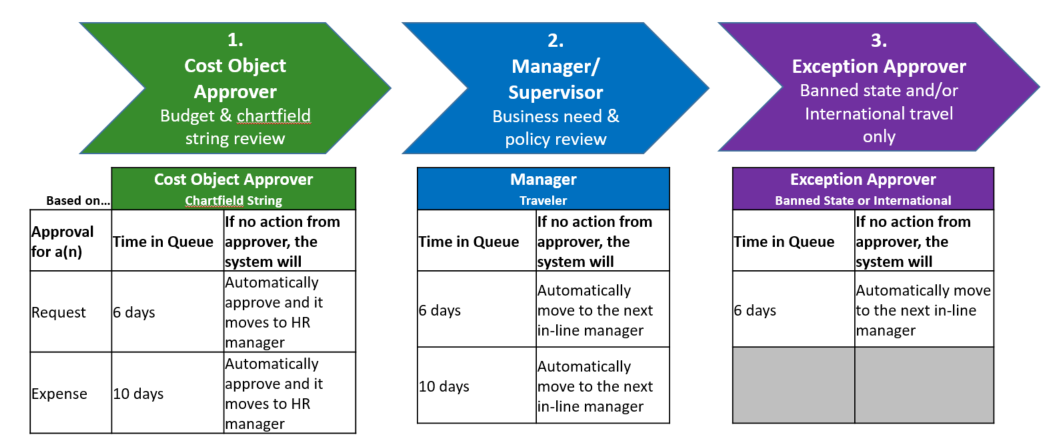 1.
Cost Object
Approver
Budget & chartfield
string review
2.
Manager/
Supervisor
Business need &
policy review
3.
Exception Approver
Banned state and/or
International travel
only
Based on...
Cost Object Approver
Chartfield String
Approval
for a(n)
Time in Queue
If no action from
approver, the
system will
Request
6 days
Automatically
approve and it
moves to HR
manager
Expense
10 days
Automatically
approve and it
moves to HR
manager
Manager
Traveler
Time in Queue
If no action from
approver, the
system will
6 days
Automatically
move to the next
in-line manager
10 days
Automatically
move to the next
in-line manager
Exception Approver
Banned State or International
Time in Queue
If no action from
approver, the
system will
6 days
Automatically move
to the next in-line
manager